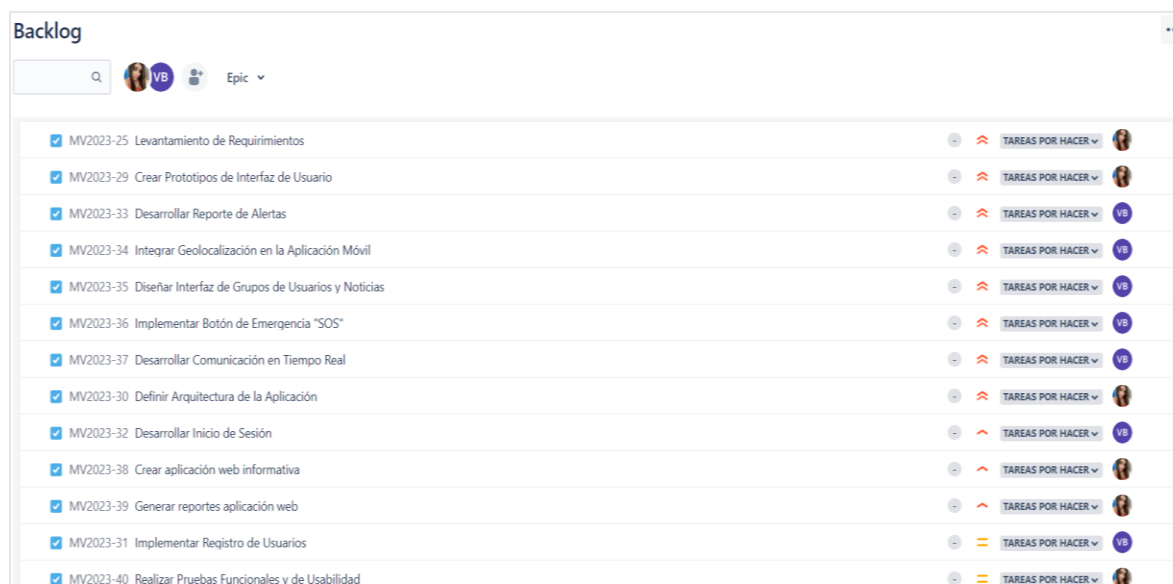 Backlog
VB Epic
MV2023-25 Levantamiento de Requirimientos - TAREAS POR HACER
MV2023-29 Crear Prototipos de Interfaz de Usuario - TAREAS POR HACER
MV2023-33 Desarrollar Reporte de Alertas - TAREAS POR HACER VB
MV2023-34 Integrar Geolocalización en la Aplicación Móvil - TAREAS POR HACER VB
MV2023-35 Diseñar Interfaz de Grupos de Usuarios y Noticias - TAREAS POR HACER VB
MV2023-36 Implementar Botón de Emergencia "SOS" - TAREAS POR HACER VB
MV2023-37 Desarrollar Comunicación en Tiempo Real - TAREAS POR HACER VB
MV2023-30 Definir Arquitectura de la Aplicación - TAREAS POR HACER
MV2023-32 Desarrollar Inicio de Sesión - TAREAS POR HACER VB
MV2023-38 Crear aplicación web informativa - TAREAS POR HACER
MV2023-39 Generar reportes aplicación web - TAREAS POR HACER
MV2023-31 Implementar Registro de Usuarios - TAREAS POR HACER VB
MV2023-40 Realizar Pruebas Funcionales y de Usabilidad - TAREAS POR HACER